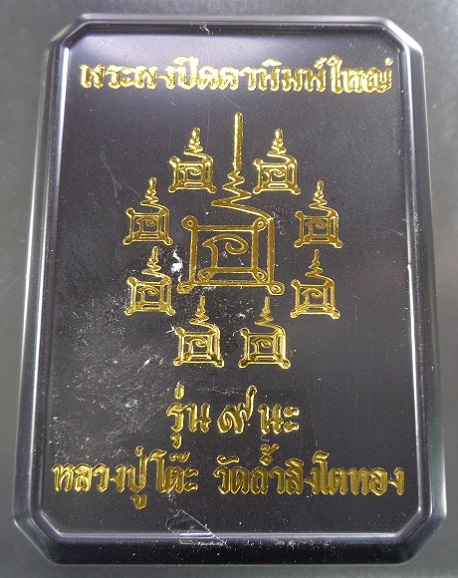 พระผงปิดตาพิมพ์ใหญ่
รุ่น ๙ นะ
หลวงปู่โต๊ะ วัดถ้ำสิงโตทอง